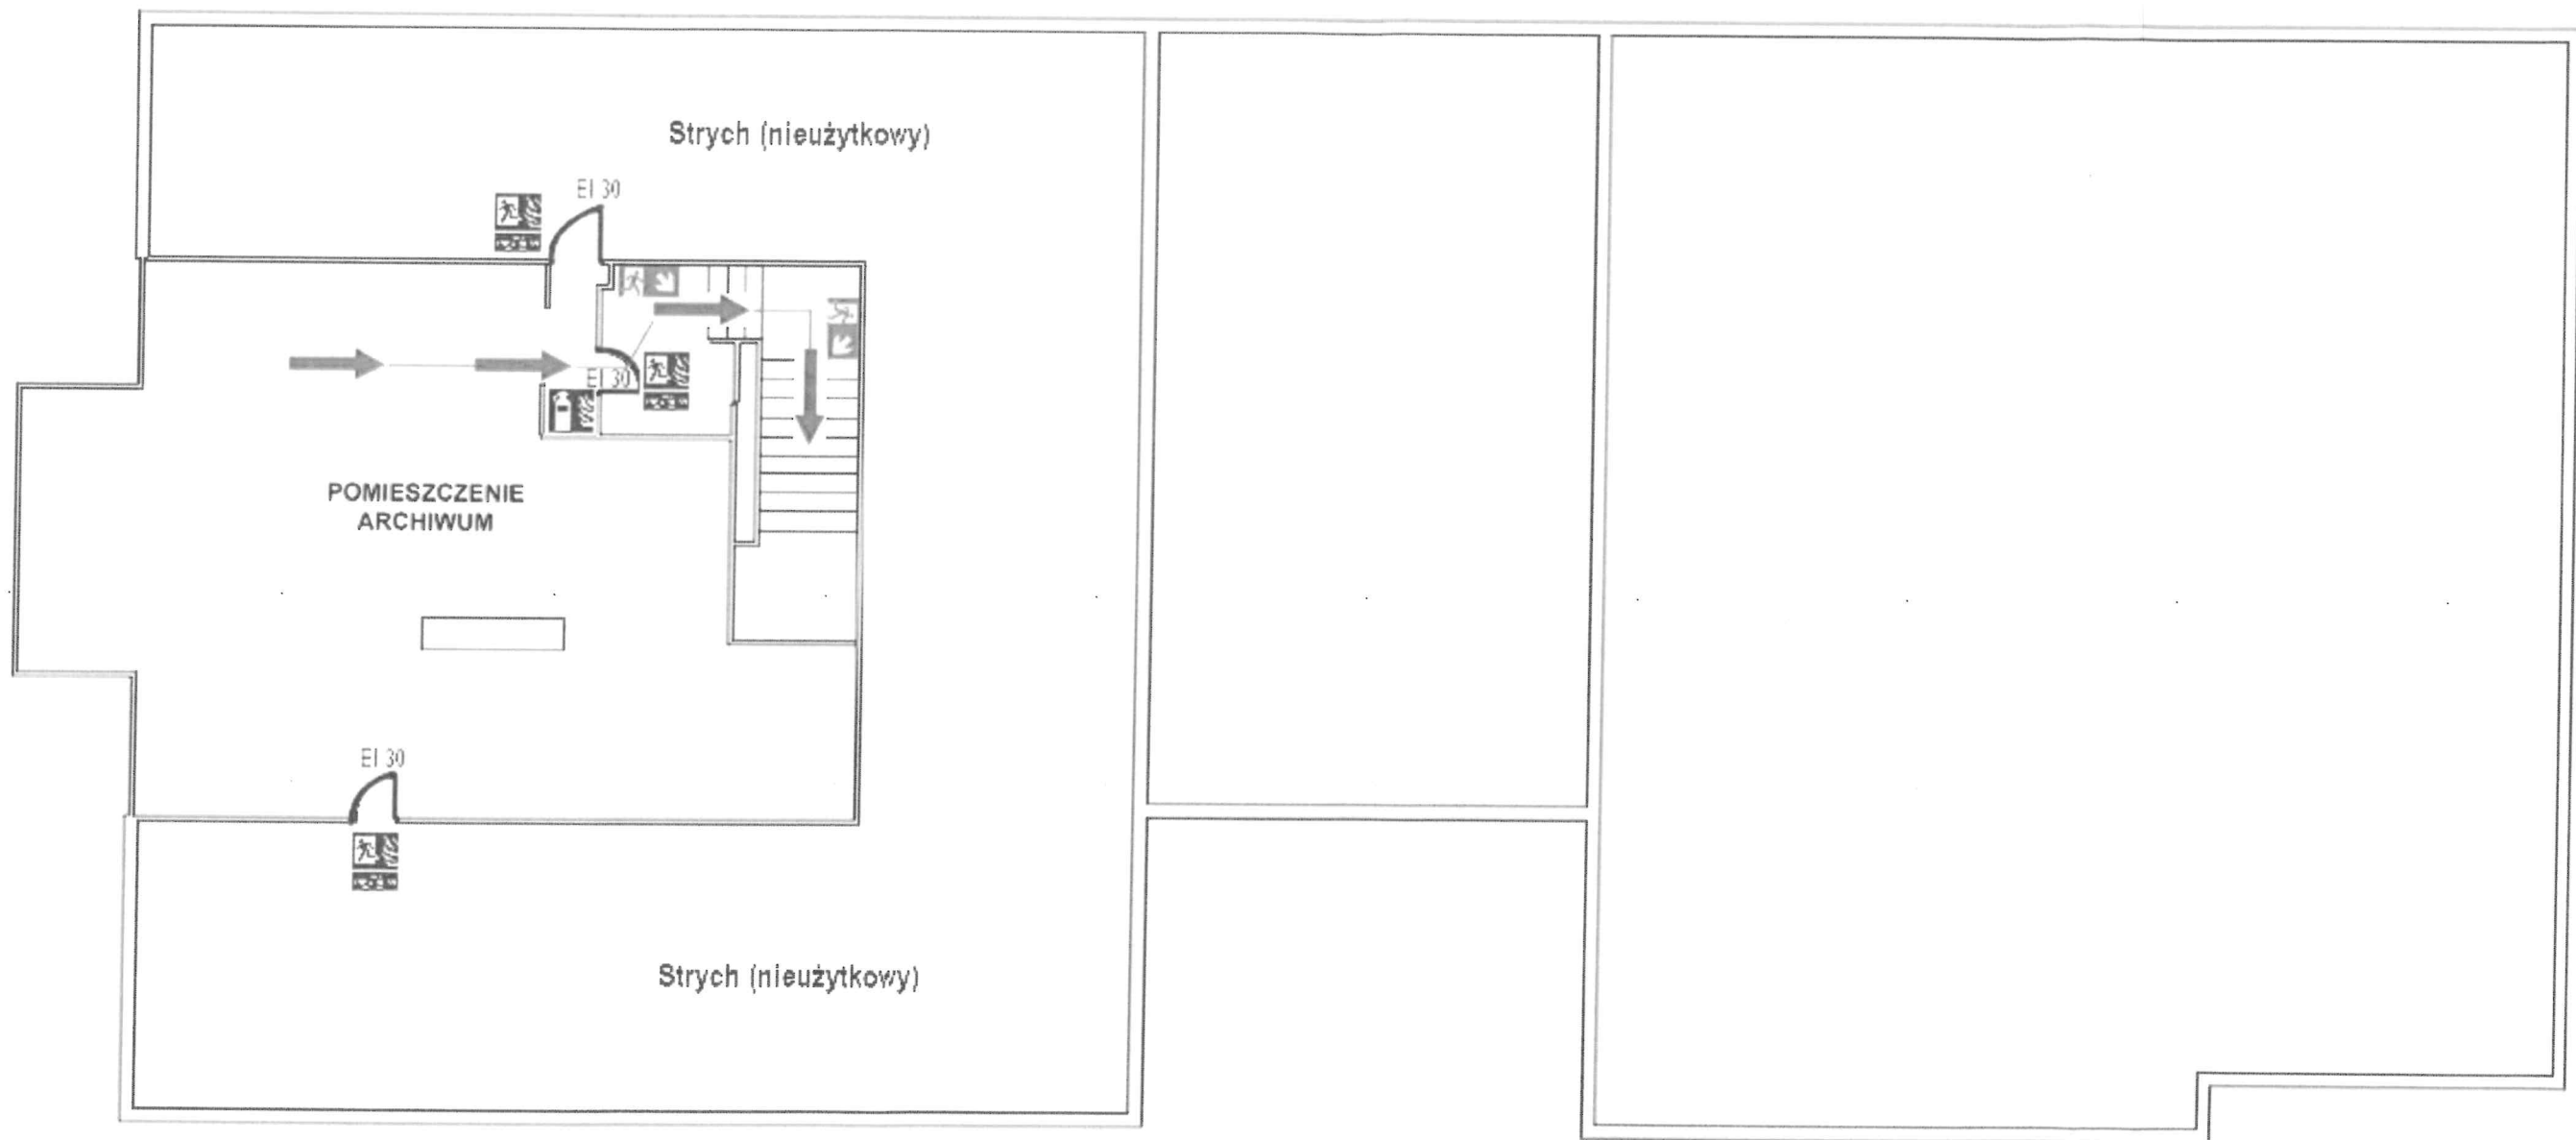 Strych (nieużytkowy)
EI 30
EI 30
POMIESZCZENIE
ARCHIWUM
EI 30
Strych (nieużytkowy)